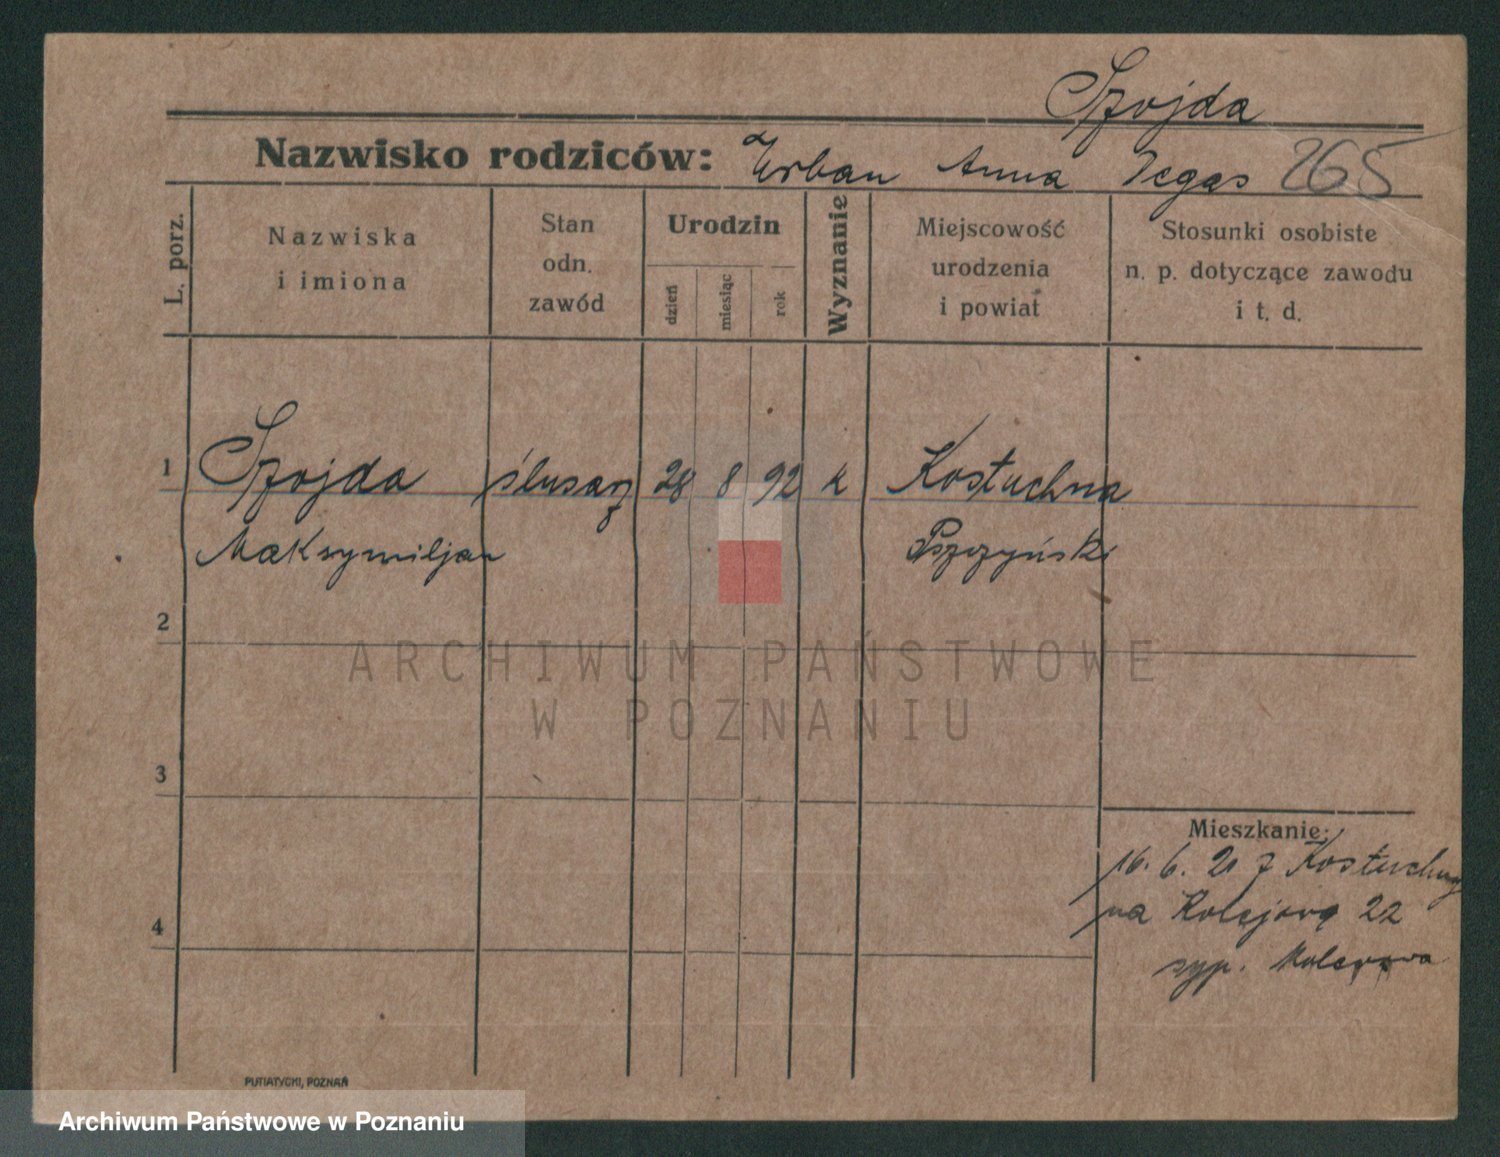 Szojda
Nazwisko rodziców: Urban Anna Degas 265
L. porz.
Nazwiska
i imiona
Stan
odn.
zawód
Urodzin
dzień
miesiąc
rok
Wyznanie
Miejscowość
urodzenia
i powiat
Stosunki osobiste
n. p. dotyczące zawodu
i t. d.
1 Szojda ślusarz 28 8 92 k Kostuchna
Maksymiljan Pszczyński
2
ARCHIWUM PAŃSTWOWE
W POZNANIU
3
Mieszkanie:
16. 6. 21 z Kostuchny
4
na Kolejową 22
PUTIATYCKI, POZNAŃ
Archiwum Państwowe w Poznaniu